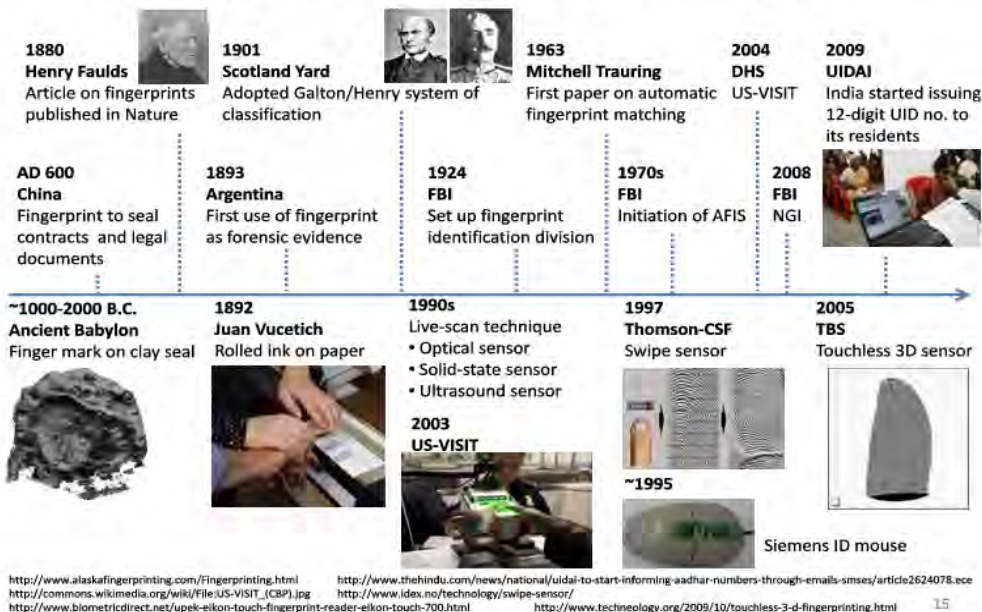 1880
Henry Faulds
Article on fingerprints
published in Nature
1901
Scotland Yard
Adopted Galton/Henry system of
classification
1963
Mitchell Trauring
First paper on automatic
fingerprint matching
2004
DHS
US-VISIT
2009
UIDAI
India started issuing
12-digit UID no. to
its residents
AD 600
China
Fingerprint to seal
contracts and legal
documents
1893
Argentina
First use of fingerprint
as forensic evidence
1924
FBI
Set up fingerprint
identification division
1970s
FBI
Initiation of AFIS
2008
FBI
NGI
~1000-2000 B.C.
Ancient Babylon
Finger mark on clay seal
1892
Juan Vucetich
Rolled ink on paper
1990s
Live-scan technique
• Optical sensor
• Solid-state sensor
• Ultrasound sensor
2003
US-VISIT
1997
Thomson-CSF
Swipe sensor
~1995
Siemens ID mouse
2005
TBS
Touchless 3D sensor
http://www.alaskafingerprinting.com/Fingerprinting.html
http://www.thehindu.com/news/national/uidai-to-start-informing-aadhar-numbers-through-emails-smses/article2624078.ece
http://commons.wikimedia.org/wiki/File:US-VISIT_(CBP).jpg
http://www.idex.no/technology/swipe-sensor/
http://www.biometricdirect.net/upek-eikon-touch-fingerprint-reader-eikon-touch-700.html
http://www.techneology.org/2009/10/touchless-3-d-fingerprinting.html
15